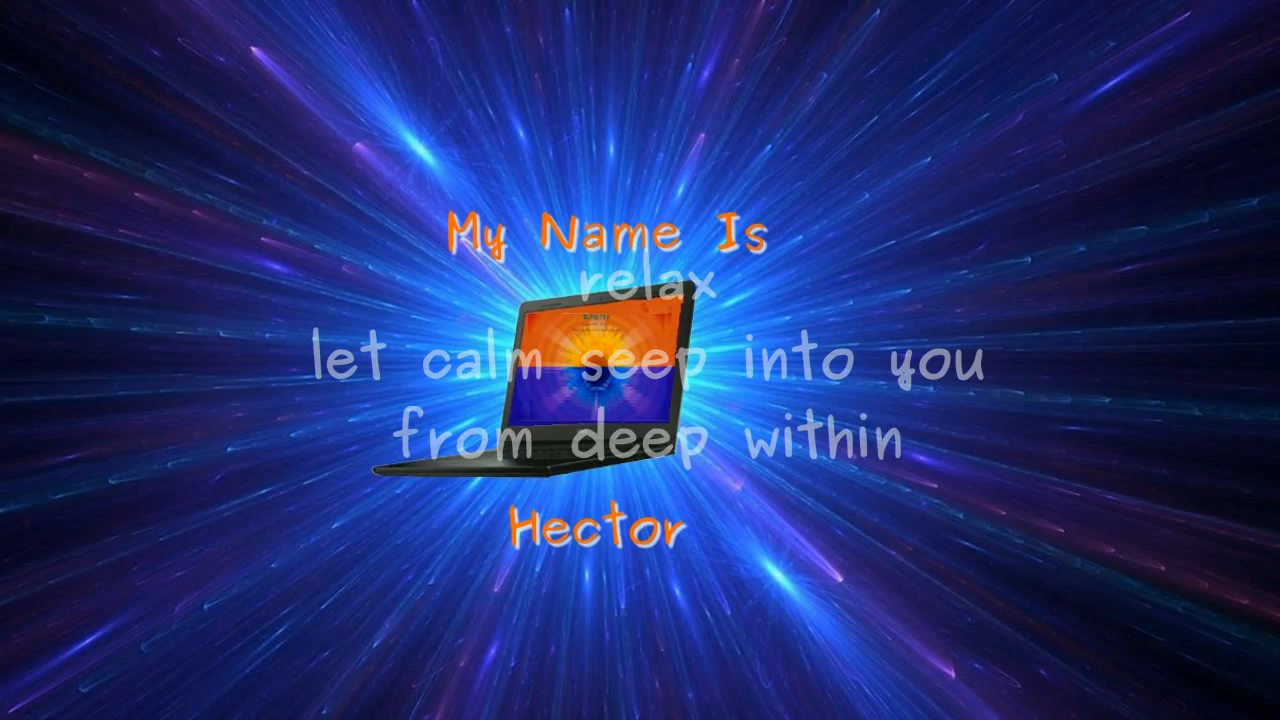 My Name Is
relax
let calm seep into you
from deep within
Hector